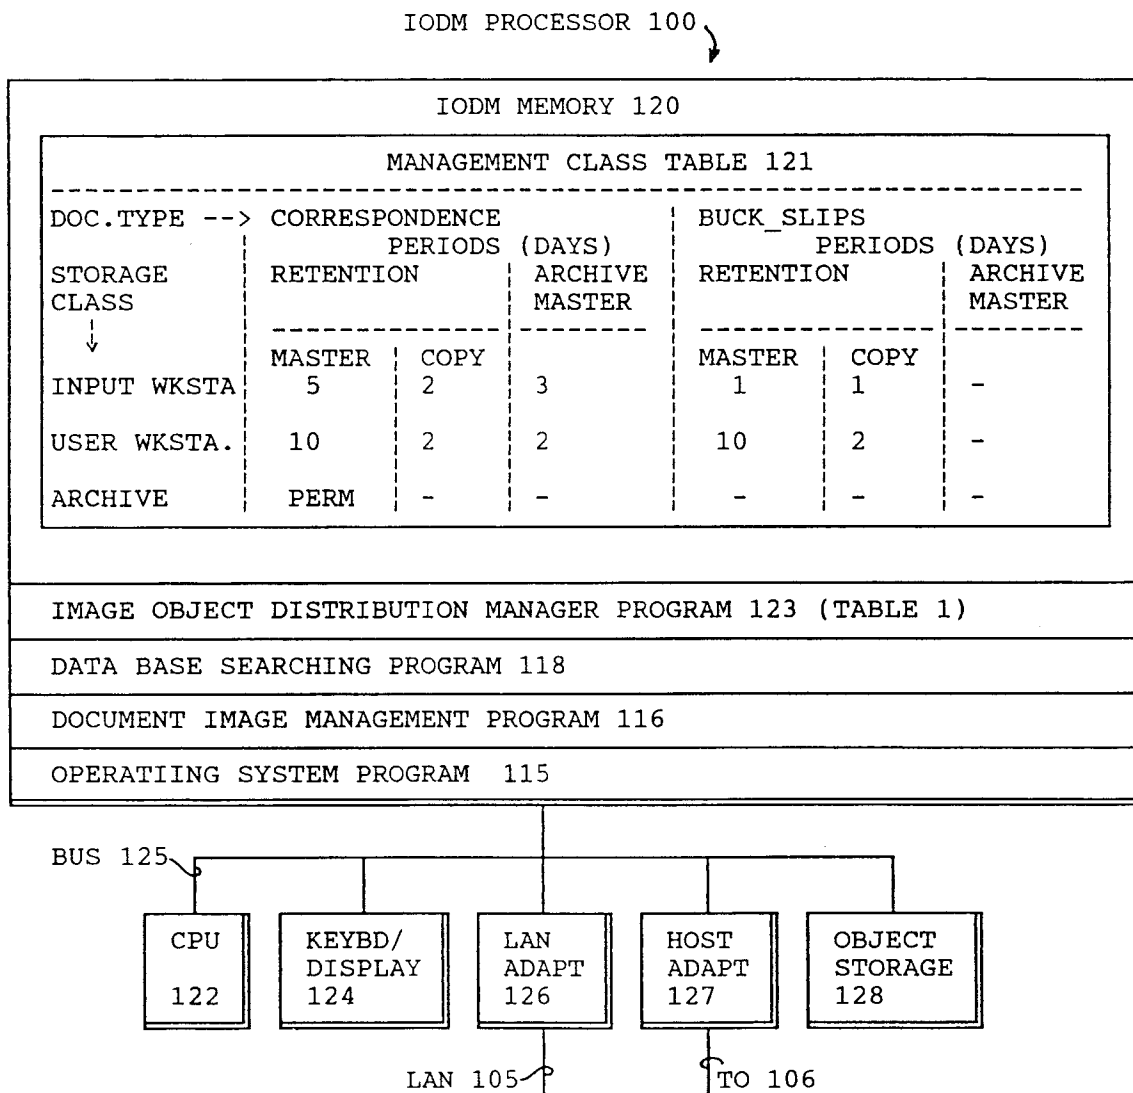 IODM PROCESSOR 100
IODM MEMORY 120
MANAGEMENT CLASS TABLE 121
DOC.TYPE --> CORRESPONDENCE BUCK_SLIPS
PERIODS (DAYS) PERIODS (DAYS)
STORAGE RETENTION ARCHIVE RETENTION ARCHIVE
CLASS MASTER MASTER
MASTER COPY MASTER COPY
INPUT WKSTA 5 2 3 1 1 -
USER WKSTA. 10 2 2 10 2 -
ARCHIVE PERM - - - - -
IMAGE OBJECT DISTRIBUTION MANAGER PROGRAM 123 (TABLE 1)
DATA BASE SEARCHING PROGRAM 118
DOCUMENT IMAGE MANAGEMENT PROGRAM 116
OPERATIING SYSTEM PROGRAM 115
BUS 125
CPU KEYBD/ LAN HOST OBJECT
DISPLAY ADAPT ADAPT STORAGE
122 124 126 127 128
LAN 105 TO 106